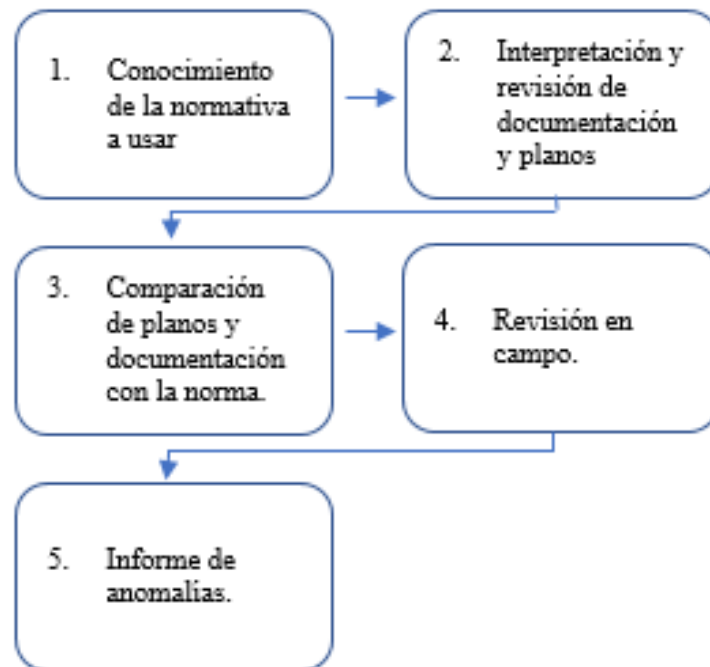 1. Conocimiento
de la normativa
a usar
2. Interpretación y
revisión de
documentación
y planos
3. Comparación
de planos y
documentación
con la norma.
4. Revisión en
campo.
5. Informe de
anomalías.